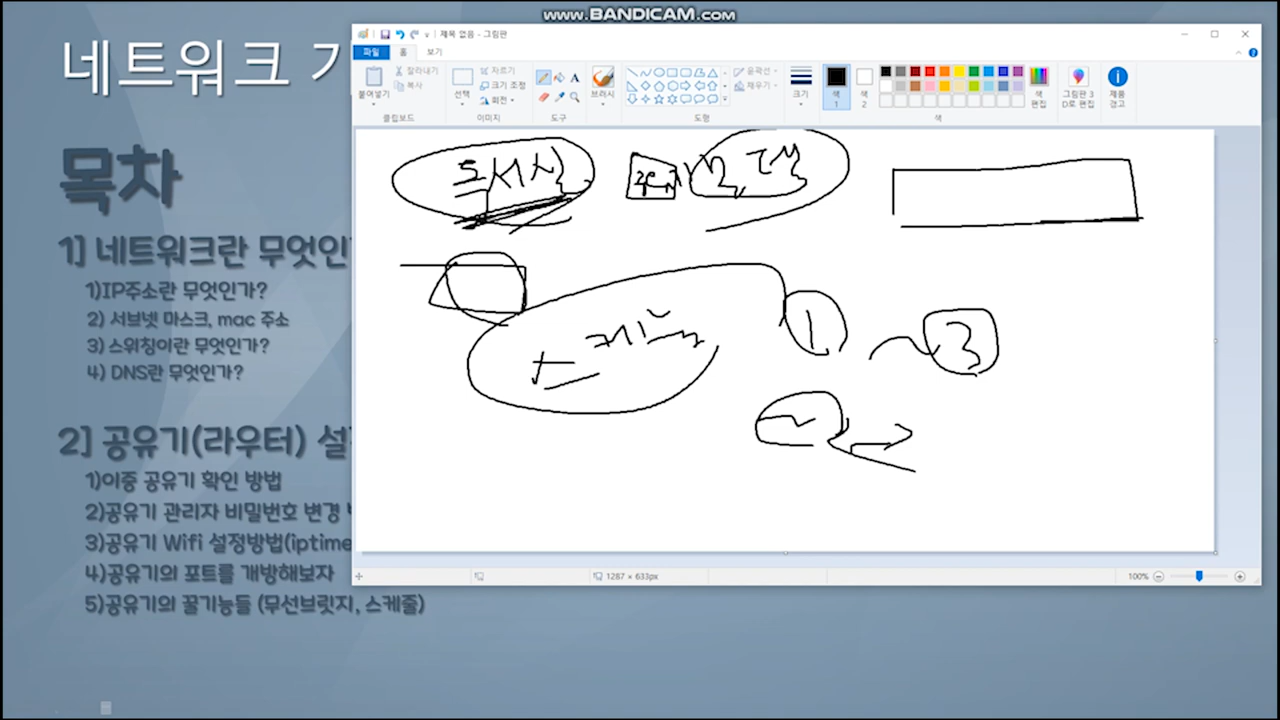 www.BANDICAM.com
네트워크
목차
1] 네트워크란 무엇인
1)IP주소란 무엇인가?
2) 서브넷 마스크, mac 주소
3) 스위칭이란 무엇인가?
4) DNS란 무엇인가?
2] 공유기(라우터) 설
1)이중 공유기 확인 방법
2)공유기 관리자 비밀번호 변경
3)공유기 Wifi 설정방법(iptime
4)공유기의 포트를 개방해보자
5)공유기의 꿀기능들 (무선브릿지, 스케줄)
제목 없음 - 그림판
파일 홈 보기
붙여넣기
잘라내기
복사
클립보드
선택
자르기
크기 조정
회전
이미지
A
도구
브러시
도형
윤곽선
채우기
크기
색 1
색 2
색
색 편집
그림판 3D로 편집
제품 경고
1
3
2
1287 × 633px
100%